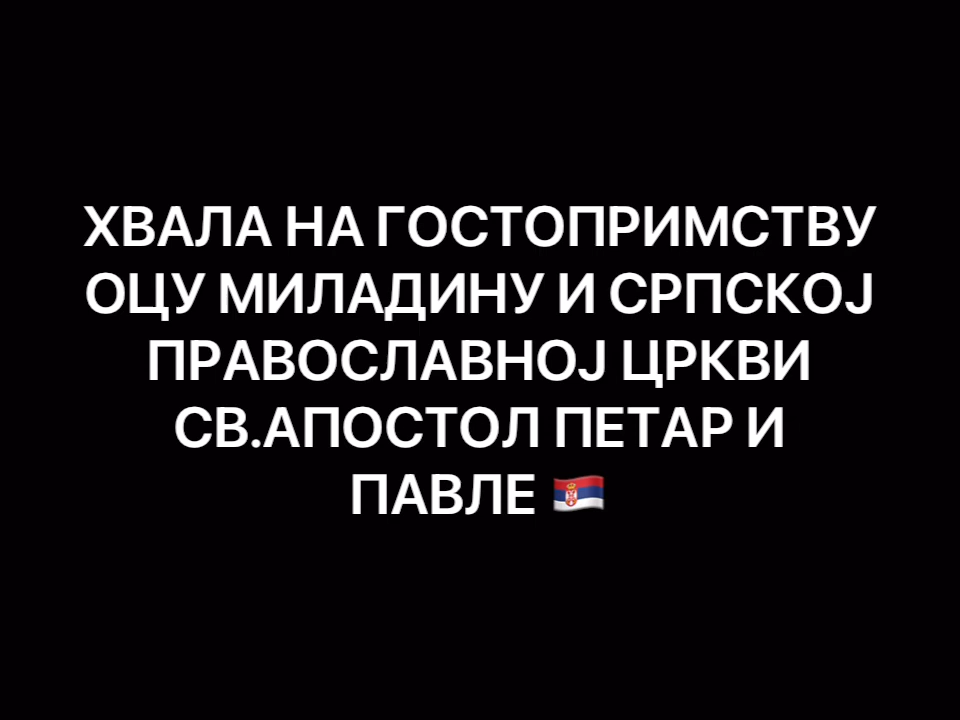 ХВАЛА НА ГОСТОПРИМСТВУ
ОЦУ МИЛАДИНУ И СРПСКОЈ
ПРАВОСЛАВНОЈ ЦРКВИ
СВ.АПОСТОЛ ПЕТАР И
ПАВЛЕ 🇷🇸